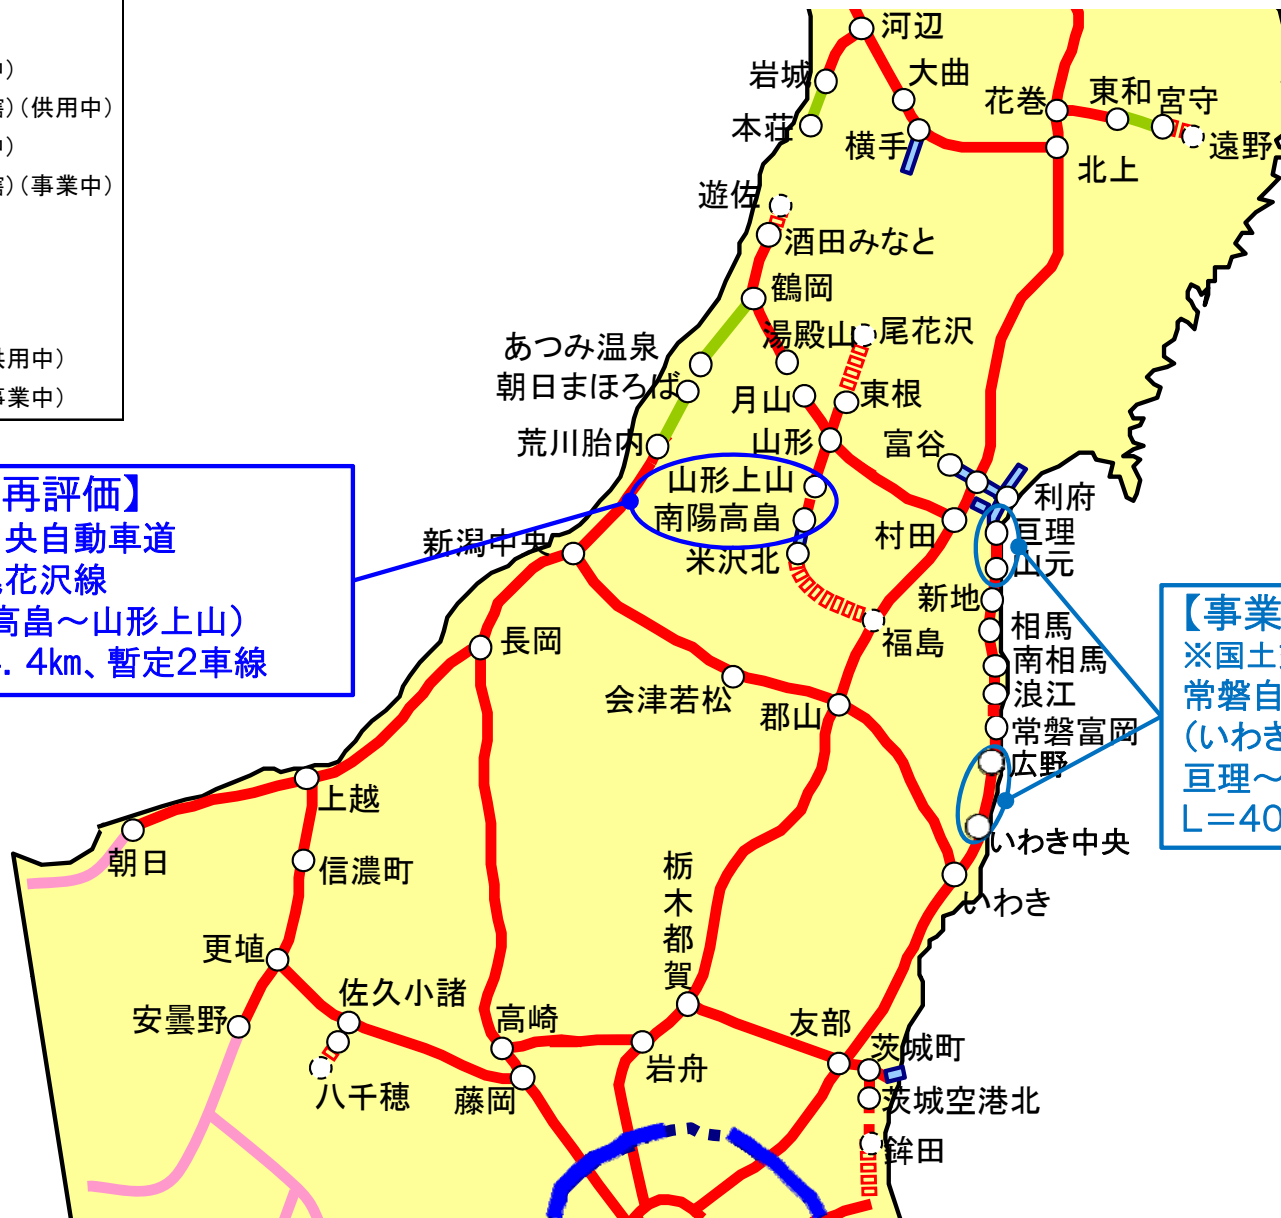 中）
）（供用中）
中）
）（事業中）
用中）
業中）
河辺
岩城
大曲
本荘
横手
花巻
東和
宮守
遠野
北上
遊佐
酒田みなと
鶴岡
湯殿山
尾花沢
あつみ温泉
朝日まほろば
月山
東根
荒川胎内
山形
富谷
山形上山
利府
再評価】
央自動車道
花沢線
高畠～山形上山）
．4km、暫定2車線
新潟中央
南陽高畠
米沢北
村田
亘理
山元
新地
福島
相馬
南相馬
浪江
常磐富岡
広野
【事業
※国土
常磐自
（いわき
亘理～
L＝40
長岡
会津若松
郡山
上越
朝日
信濃町
いわき中央
いわき
栃木都賀
更埴
安曇野
佐久小諸
高崎
友部
茨城町
岩舟
八千穂
藤岡
茨城空港北
鉾田